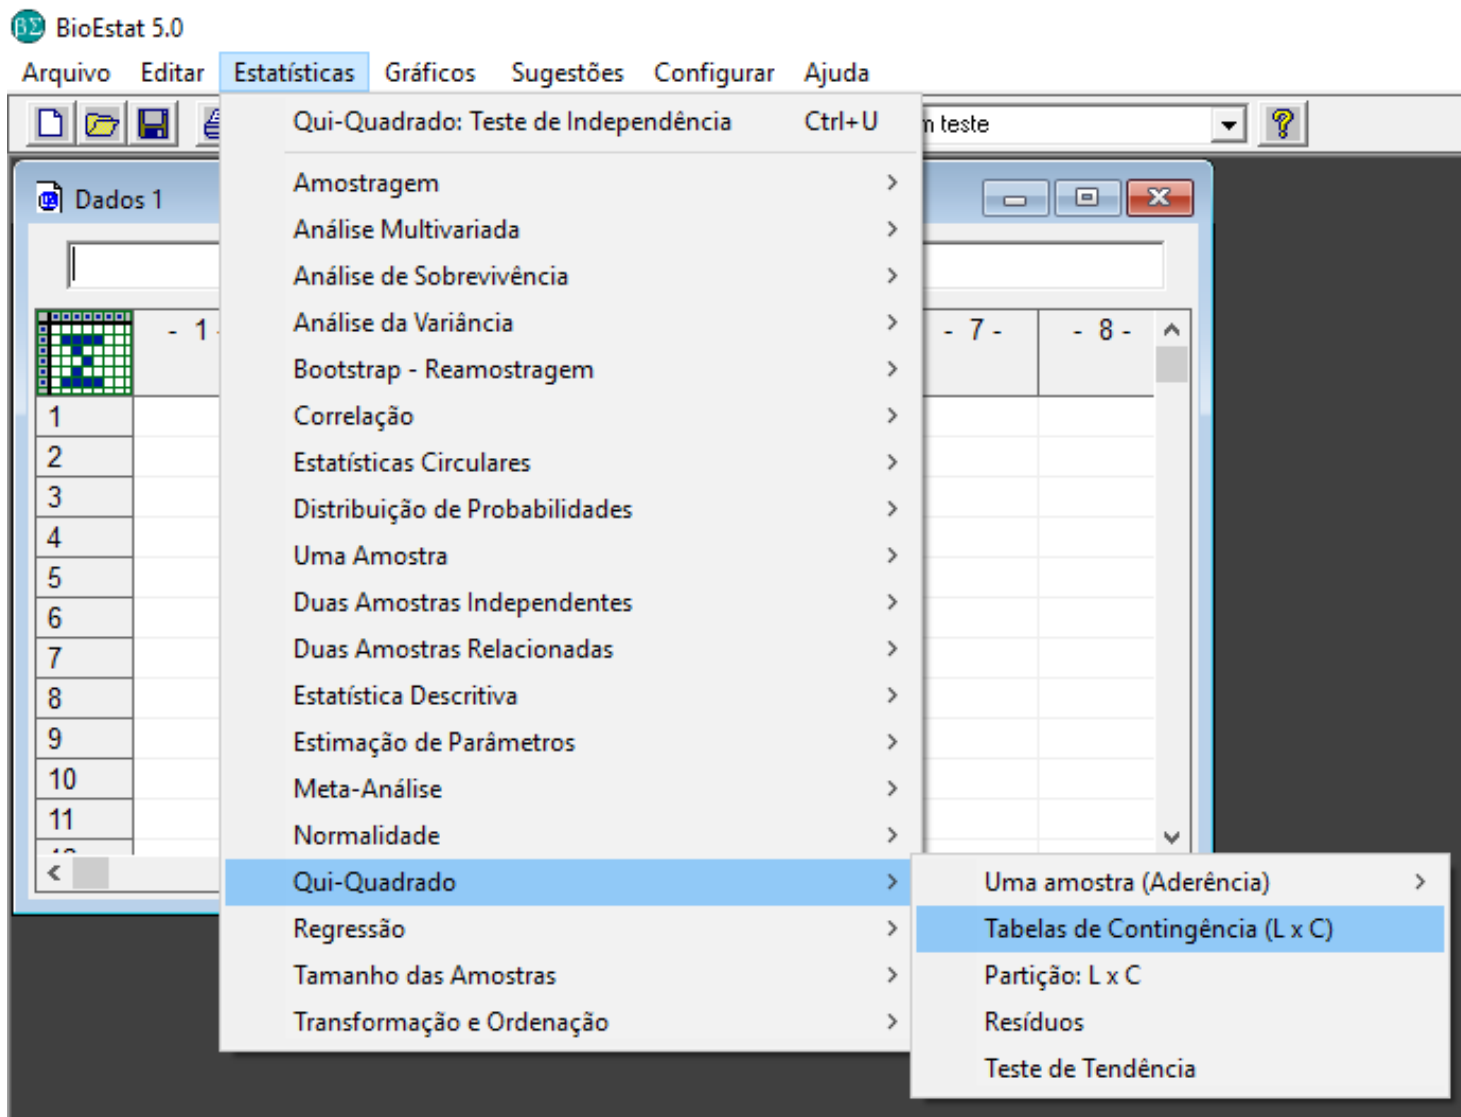 BioEstat 5.0
Arquivo Editar Estatísticas Gráficos Sugestões Configurar Ajuda
Qui-Quadrado: Teste de Independência Ctrl+U
teste
Dados 1
Amostragem
Análise Multivariada
Análise de Sobrevivência
Análise da Variância
- 1 - 7 - - 8 -
Bootstrap - Reamostragem
1 Correlação
2 Estatísticas Circulares
3 Distribuição de Probabilidades
4 Uma Amostra
5 Duas Amostras Independentes
6
7 Duas Amostras Relacionadas
8 Estatística Descritiva
9 Estimação de Parâmetros
10 Meta-Análise
11 Normalidade
Qui-Quadrado
Uma amostra (Aderência)
Regressão
Tabelas de Contingência (L x C)
Tamanho das Amostras
Partição: L x C
Transformação e Ordenação
Resíduos
Teste de Tendência